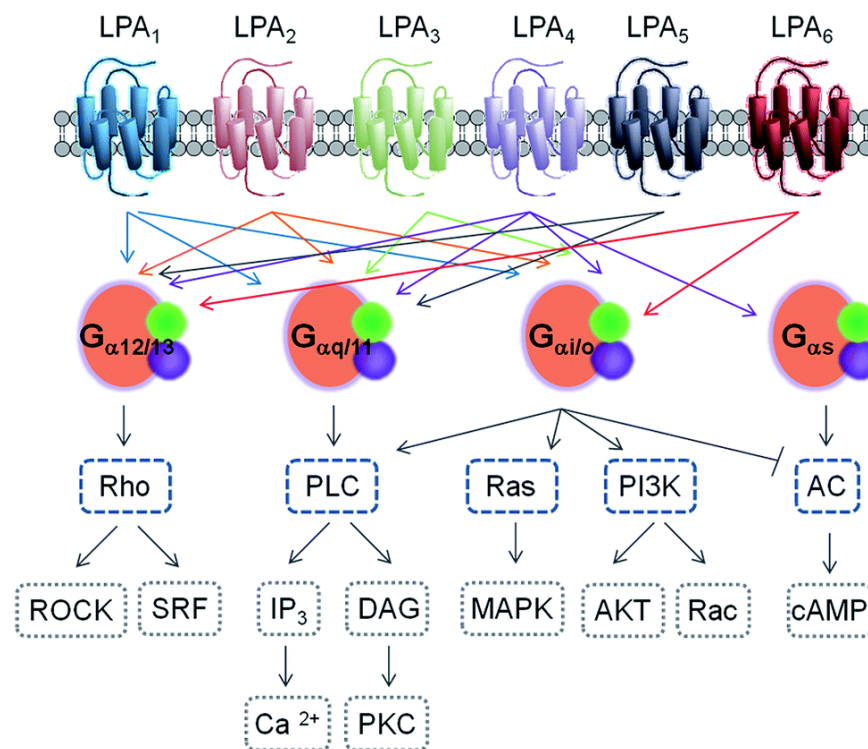 LPA₁ LPA₂ LPA₃ LPA₄ LPA₅ LPA₆
Gα12/13 Gαq/11 Gαi/o Gαs
Rho PLC Ras PI3K AC
ROCK SRF IP₃ DAG MAPK AKT Rac cAMP
Ca ²⁺ PKC